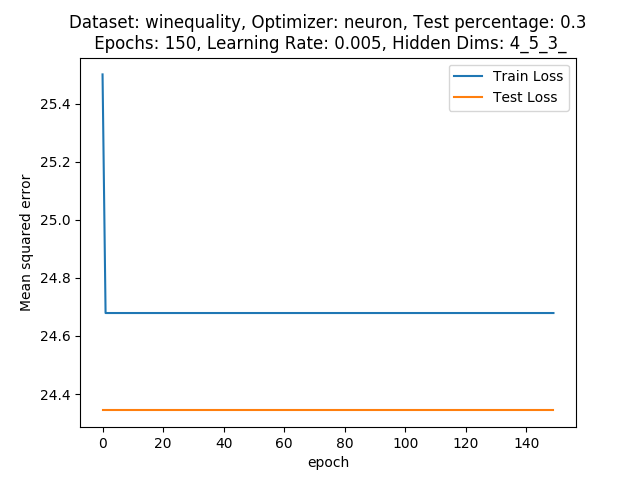 Dataset: winequality, Optimizer: neuron, Test percentage: 0.3
Epochs: 150, Learning Rate: 0.005, Hidden Dims: 4_5_3_
Train Loss
Test Loss
Mean squared error
25.4
25.2
25.0
24.8
24.6
24.4
0 20 40 60 80 100 120 140
epoch